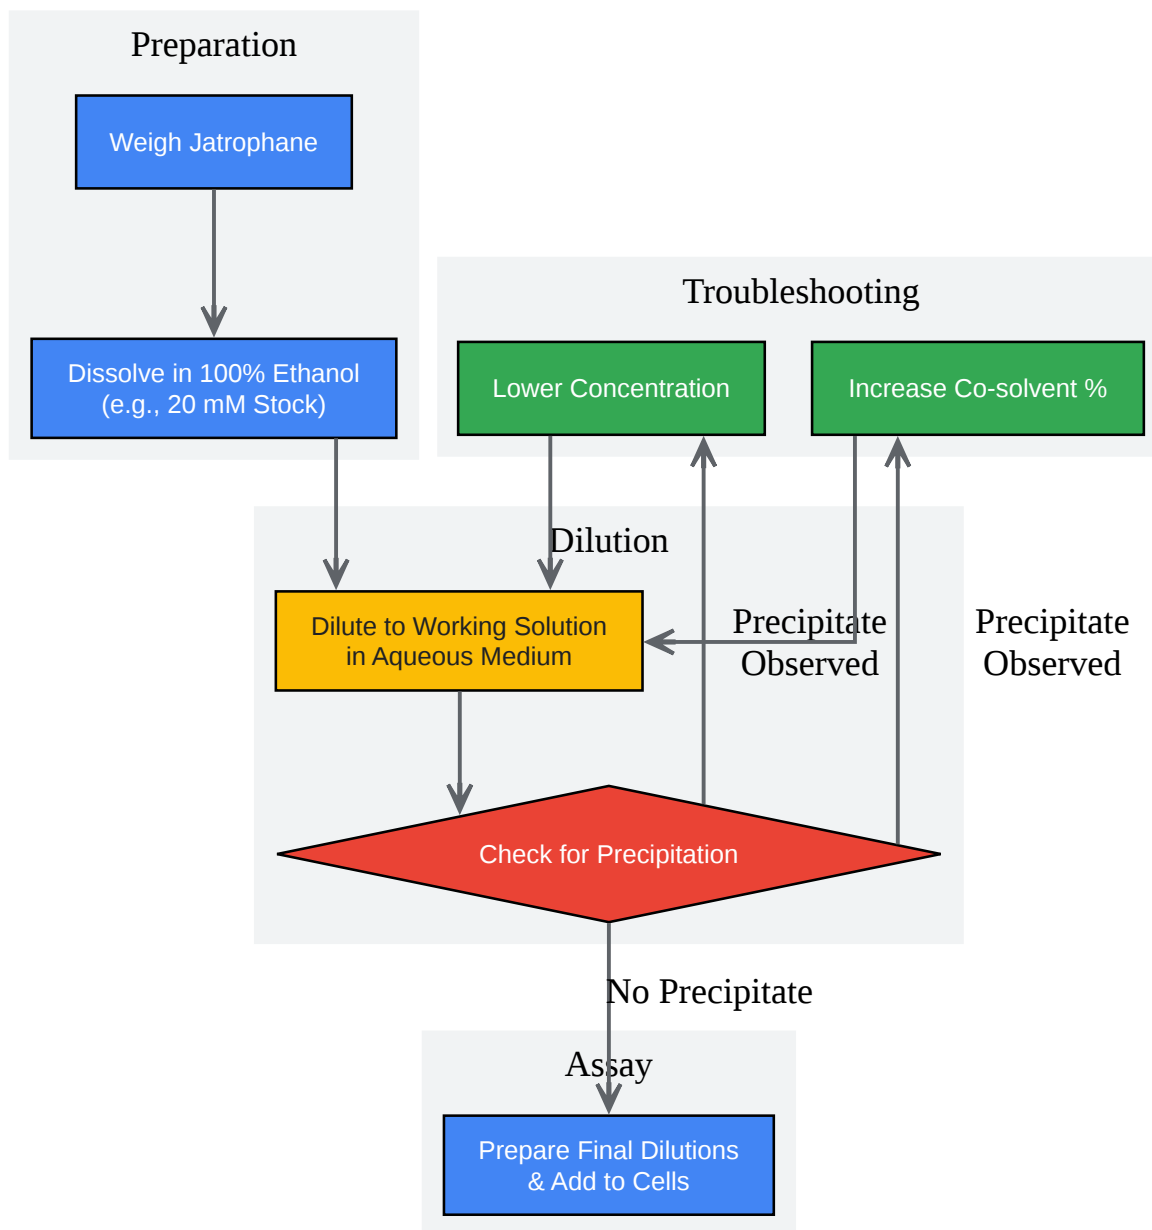 Preparation
Weigh Jatrophane
Dissolve in 100% Ethanol
(e.g., 20 mM Stock)
Troubleshooting
Lower Concentration
Increase Co-solvent %
Dilution
Dilute to Working Solution
in Aqueous Medium
Precipitate
Observed
Precipitate
Observed
Check for Precipitation
No Precipitate
Assay
Prepare Final Dilutions
& Add to Cells